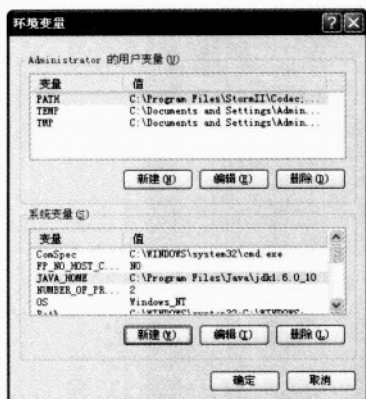 环境变量
Administrator 的用户变量(U)
变量 值
PATH C:\Program Files\StormII\Codec;...
TEMP C:\Documents and Settings\Admin...
TMP C:\Documents and Settings\Admin...
新建(N) 编辑(E) 删除(D)
系统变量(S)
变量 值
ComSpec C:\WINDOWS\system32\cmd.exe
FP_NO_HOST_C... NO
JAVA_HOME C:\Program Files\Java\jdk1.6.0_10
NUMBER_OF_PR... 2
OS Windows_NT
新建(W) 编辑(I) 删除(L)
确定 取消